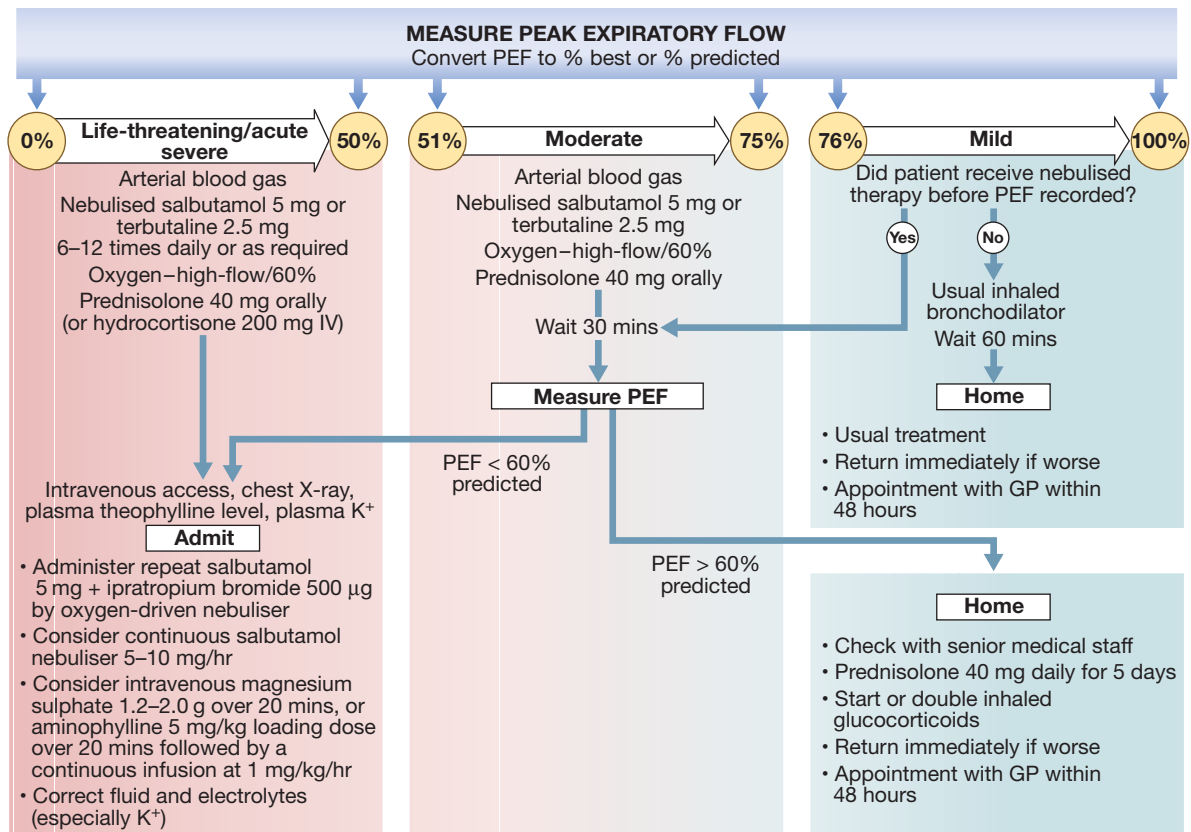 MEASURE PEAK EXPIRATORY FLOW
Convert PEF to % best or % predicted
0%
Life-threatening/acute
severe
50%
Arterial blood gas
Nebulised salbutamol 5 mg or
terbutaline 2.5 mg
6–12 times daily or as required
Oxygen–high-flow/60%
Prednisolone 40 mg orally
(or hydrocortisone 200 mg IV)
51%
Moderate
75%
Arterial blood gas
Nebulised salbutamol 5 mg or
terbutaline 2.5 mg
Oxygen–high-flow/60%
Prednisolone 40 mg orally
Wait 30 mins
Measure PEF
76%
Mild
100%
Did patient receive nebulised
therapy before PEF recorded?
Yes
No
Usual inhaled
bronchodilator
Wait 60 mins
Home
• Usual treatment
• Return immediately if worse
• Appointment with GP within
48 hours
PEF < 60%
predicted
PEF > 60%
predicted
Intravenous access, chest X-ray,
plasma theophylline level, plasma K⁺
Admit
• Administer repeat salbutamol
5 mg + ipratropium bromide 500 μg
by oxygen-driven nebuliser
• Consider continuous salbutamol
nebuliser 5–10 mg/hr
• Consider intravenous magnesium
sulphate 1.2–2.0 g over 20 mins, or
aminophylline 5 mg/kg loading dose
over 20 mins followed by a
continuous infusion at 1 mg/kg/hr
• Correct fluid and electrolytes
(especially K⁺)
Home
• Check with senior medical staff
• Prednisolone 40 mg daily for 5 days
• Start or double inhaled
glucocorticoids
• Return immediately if worse
• Appointment with GP within
48 hours